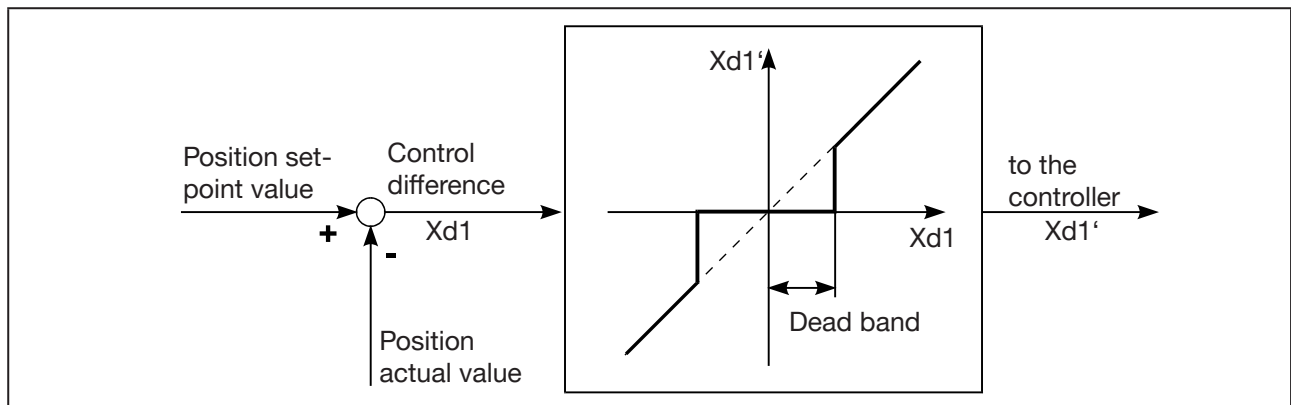 Position set-
point value
+
-
Control
difference
Xd1
Position
actual value
Xd1‘
Xd1
Dead band
to the
controller
Xd1‘